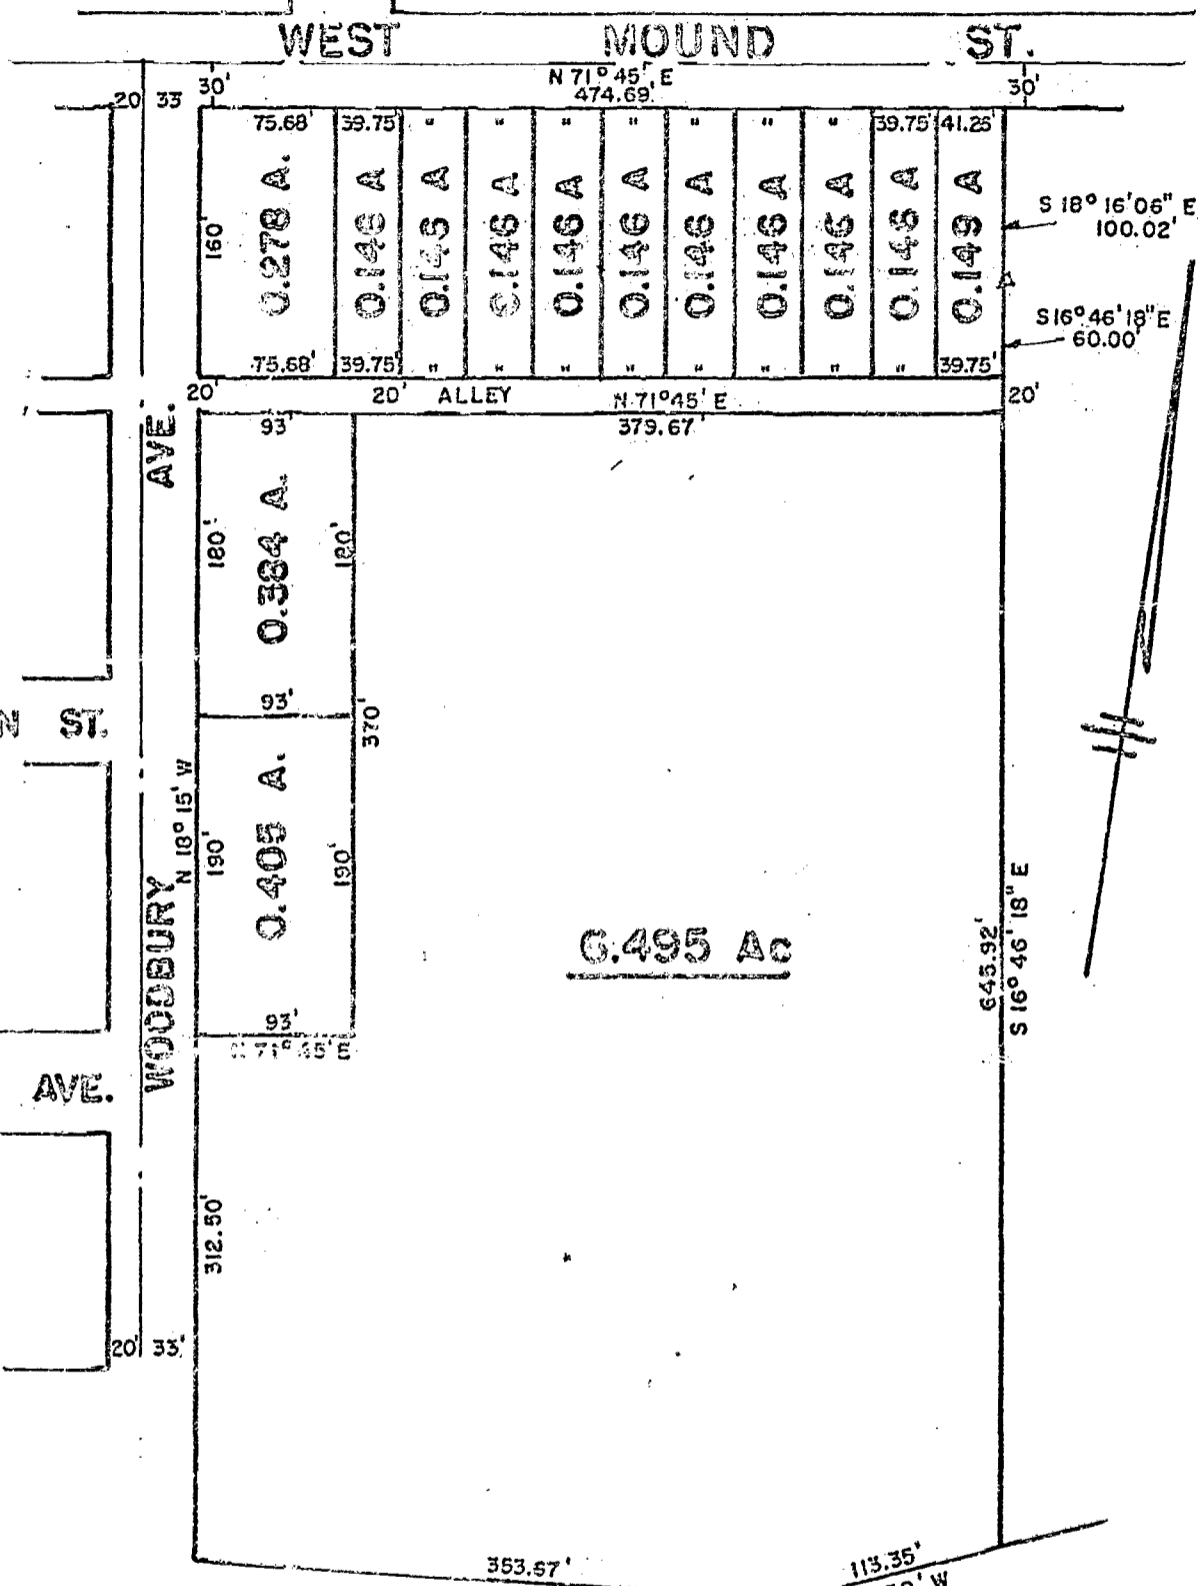 WEST MOUND ST.
N 71° 45' E
474.69'
30' 30'
20' 33'
75.68' 39.75' " " " " " " " 39.75' 41.25'
0.278 A. 0.146 A 0.146 A 0.146 A 0.146 A 0.146 A 0.146 A 0.146 A 0.146 A 0.146 A 0.149 A
160'
S 18° 16' 06" E
100.02'
S 16° 46' 18" E
60.00'
75.68' 39.75' " " " " " " " " 39.75'
20' 20' ALLEY N. 71° 45' E 20'
93' 379.67'
WOODBURY AVE.
180' 0.384 A. 180'
93'
370'
N ST.
N 18° 15' W
190' 0.405 A. 190'
93'
N 71° 45' E
6.495 Ac
645.92'
S 16° 46' 18" E
AVE.
312.50'
20' 33'
353.67' 113.35'
' W